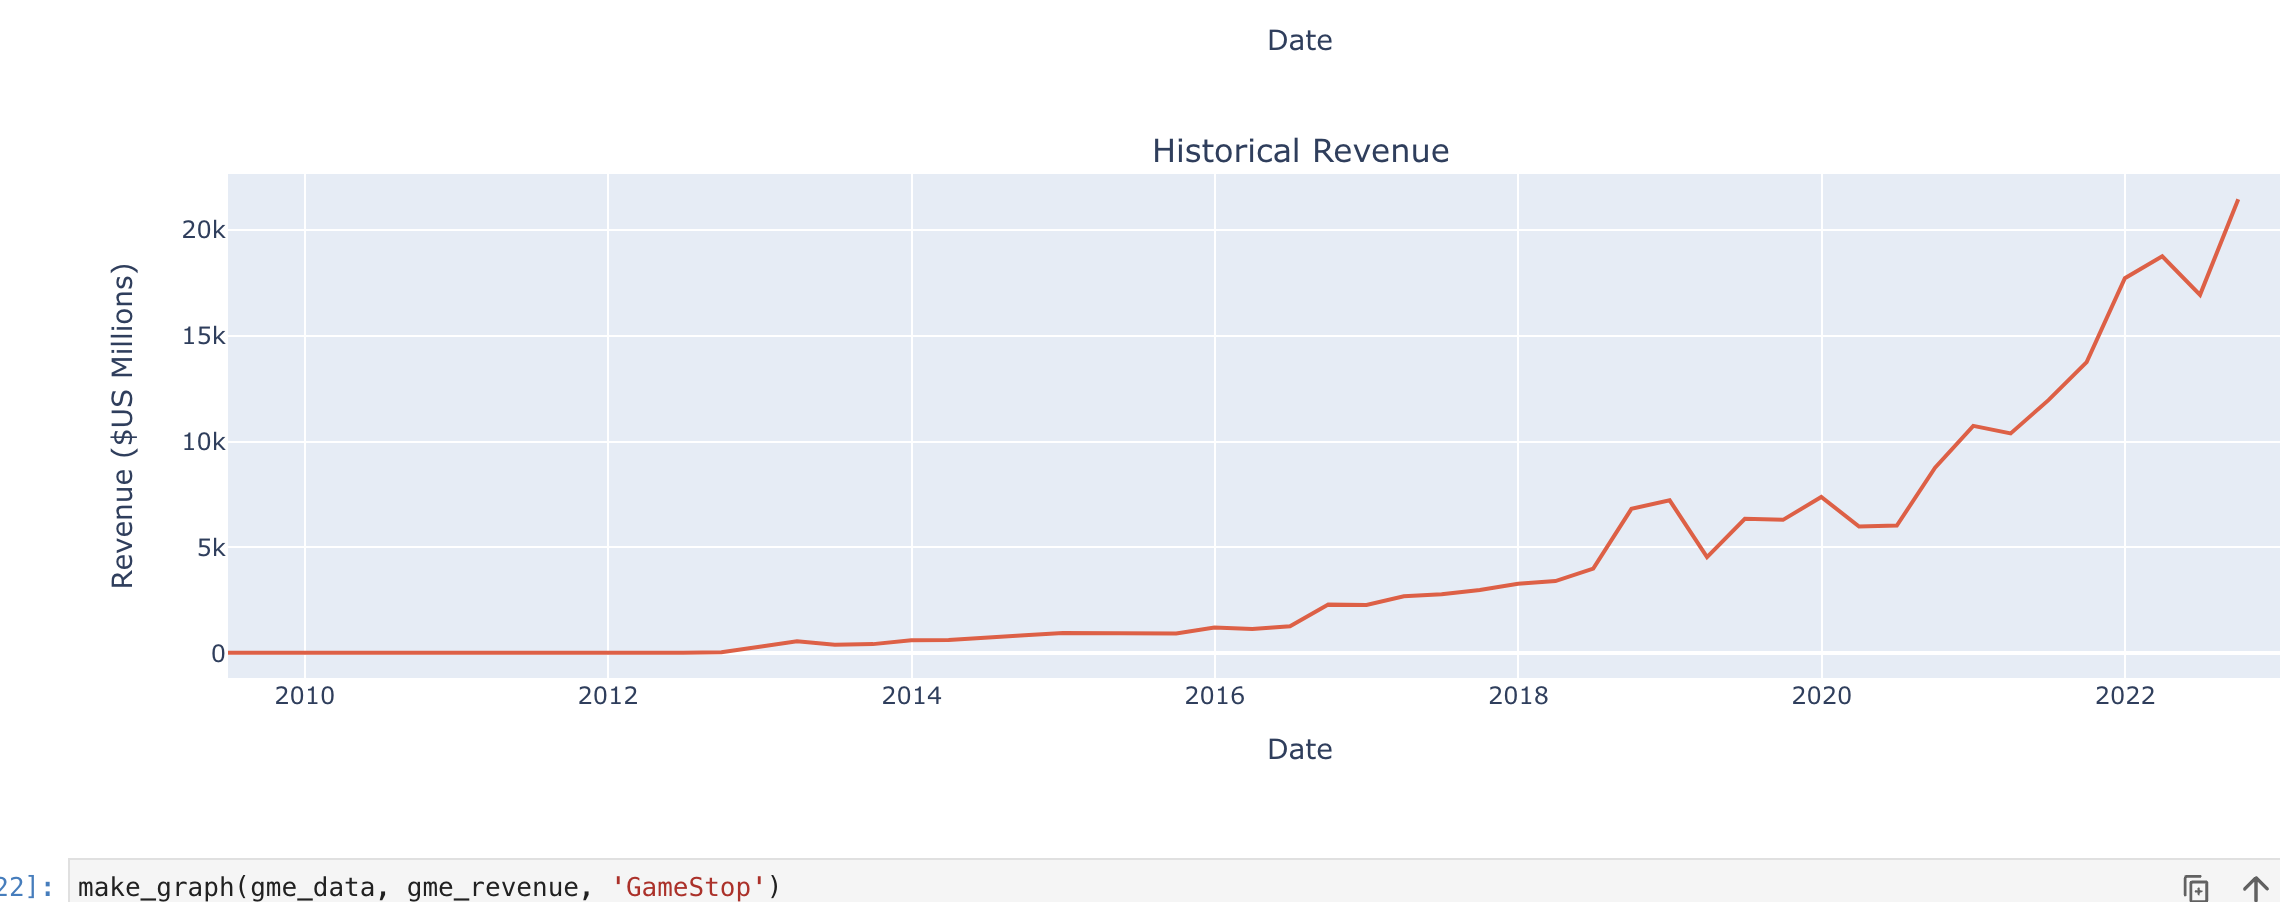 Date
Historical Revenue
Revenue ($US Millions)
20k
15k
10k
5k
0
2010 2012 2014 2016 2018 2020 2022
Date
22]: make_graph(gme_data, gme_revenue, 'GameStop')